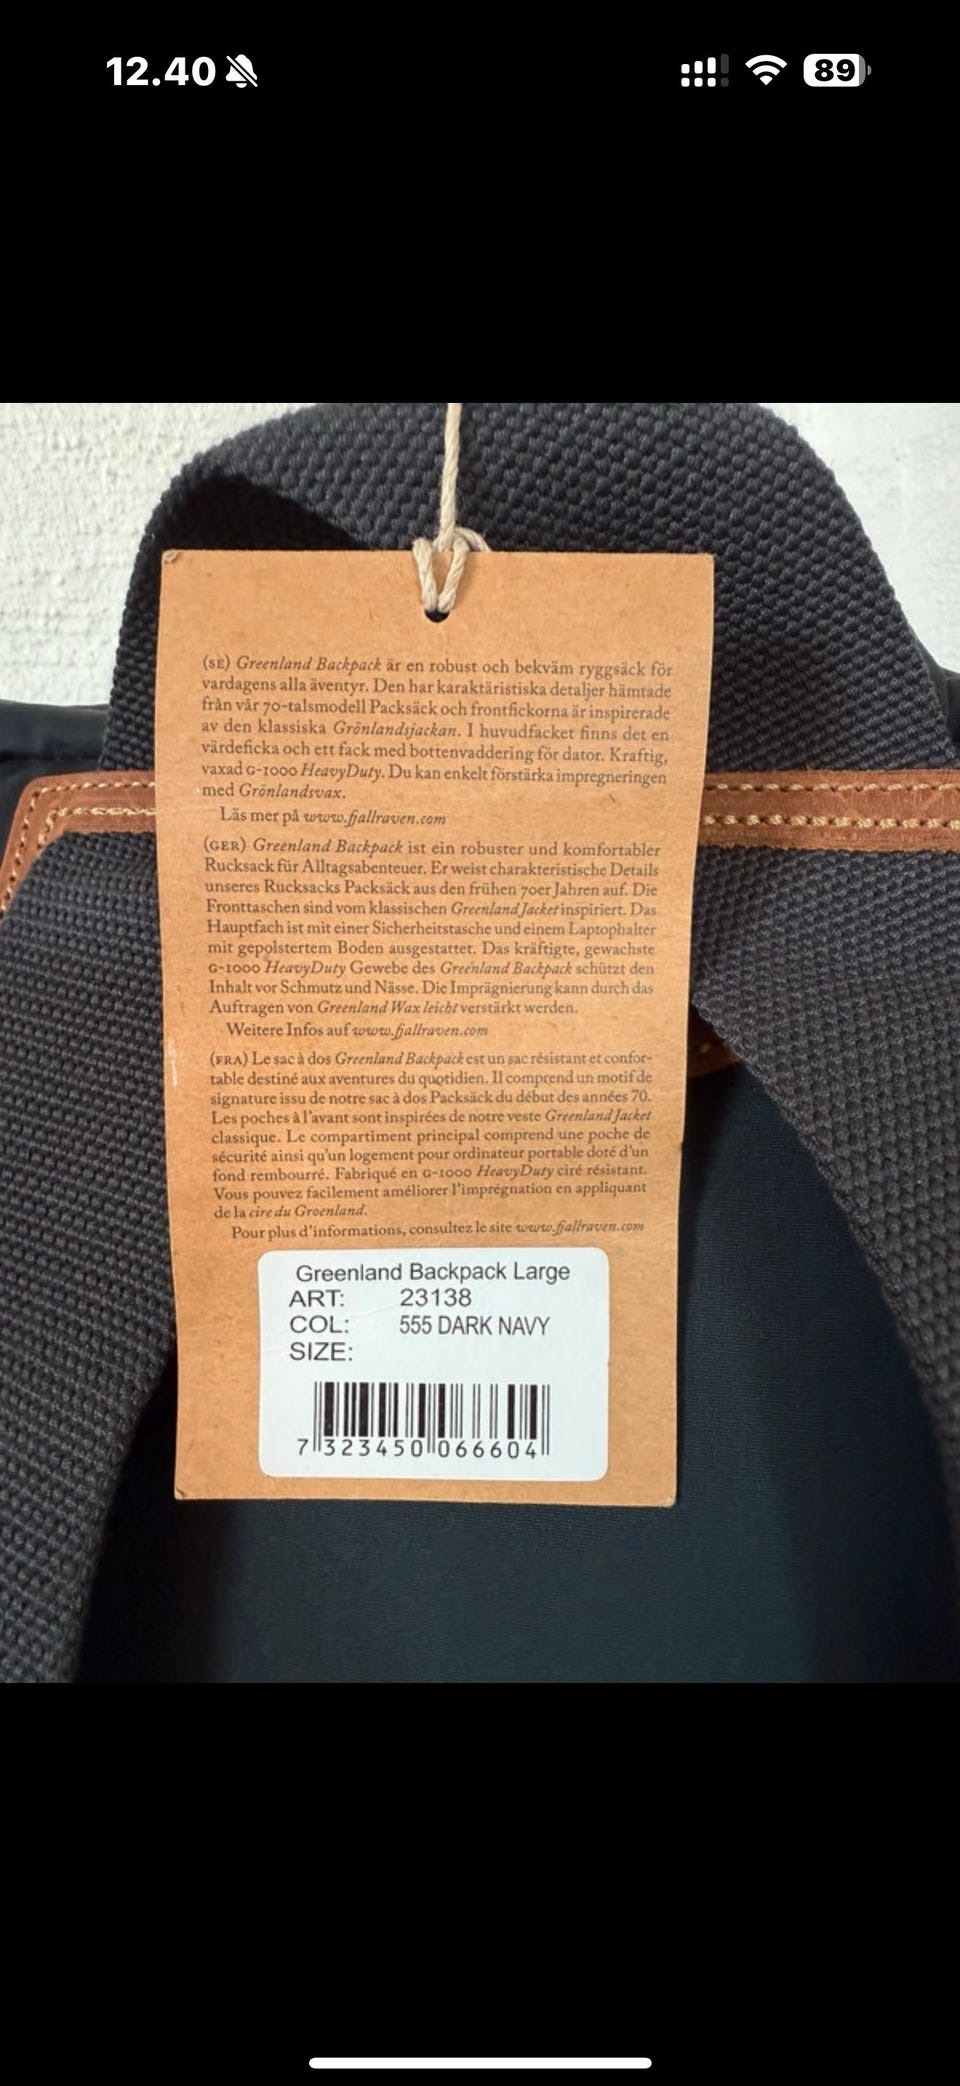 12.40
89
(SE) Greenland Backpack är en robust och bekväm ryggsäck för
vardagens alla äventyr. Den har karaktäristiska detaljer hämtade
från vår 70-talsmodell Packsäck och frontfickorna är inspirerade
av den klassiska Grönlandsjackan. I huvudfacket finns det en
värdeficka och ett fack med bottenvaddering för dator. Kraftig,
vaxad G-1000 HeavyDuty. Du kan enkelt förstärka impregneringen
med Grönlandsvax.
Läs mer på www.fjallraven.com
(GER) Greenland Backpack ist ein robuster und komfortabler
Rucksack für Alltagsabenteuer. Er weist charakteristische Details
unseres Rucksacks Packsäck aus den frühen 70er Jahren auf. Die
Fronttaschen sind vom klassischen Greenland Jacket inspiriert. Das
Hauptfach ist mit einer Sicherheitstasche und einem Laptophalter
mit gepolstertem Boden ausgestattet. Das kräftigte, gewachste
G-1000 HeavyDuty Gewebe des Greenland Backpack schützt den
Inhalt vor Schmutz und Nässe. Die Imprägnierung kann durch das
Auftragen von Greenland Wax leicht verstärkt werden.
Weitere Infos auf www.fjallraven.com
(FRA) Le sac à dos Greenland Backpack est un sac résistant et confor-
table destiné aux aventures du quotidien. Il comprend un motif de
signature issu de notre sac à dos Packsäck du début des années 70.
Les poches à l'avant sont inspirées de notre veste Greenland Jacket
classique. Le compartiment principal comprend une poche de
sécurité ainsi qu'un logement pour ordinateur portable doté d'un
fond rembourré. Fabriqué en G-1000 HeavyDuty ciré résistant.
Vous pouvez facilement améliorer l'imprégnation en appliquant
de la cire du Groenland.
Pour plus d'informations, consultez le site www.fjallraven.com
Greenland Backpack Large
ART: 23138
COL: 555 DARK NAVY
SIZE:
7 323450 066604